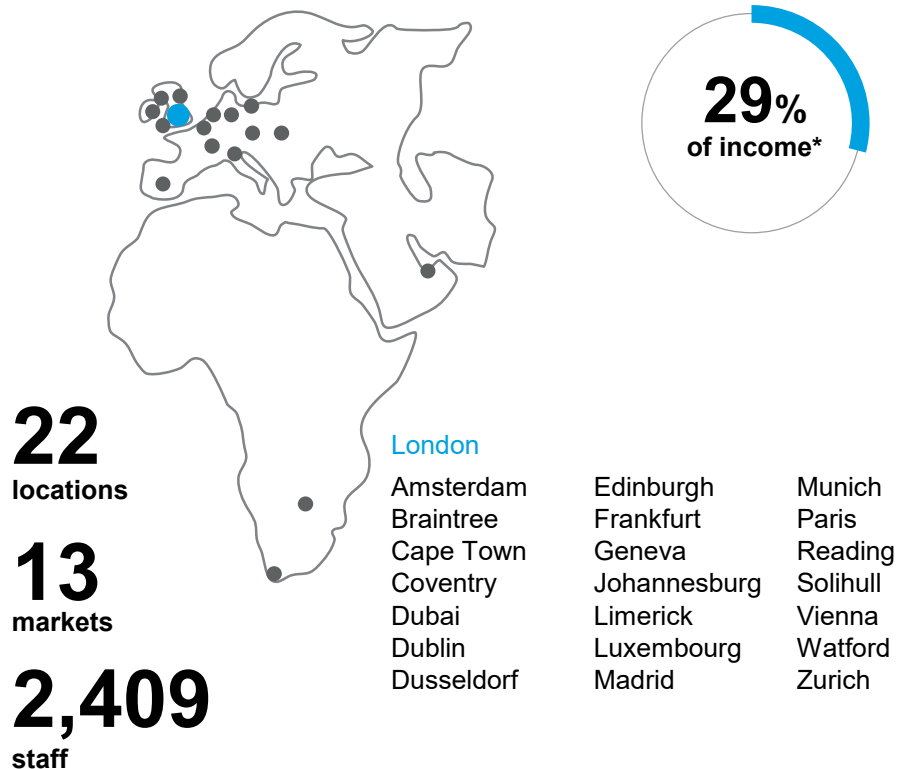 29%
of income*
22
locations
13
markets
2,409
staff
London
Amsterdam
Braintree
Cape Town
Coventry
Dubai
Dublin
Dusseldorf
Edinburgh
Frankfurt
Geneva
Johannesburg
Limerick
Luxembourg
Madrid
Munich
Paris
Reading
Solihull
Vienna
Watford
Zurich